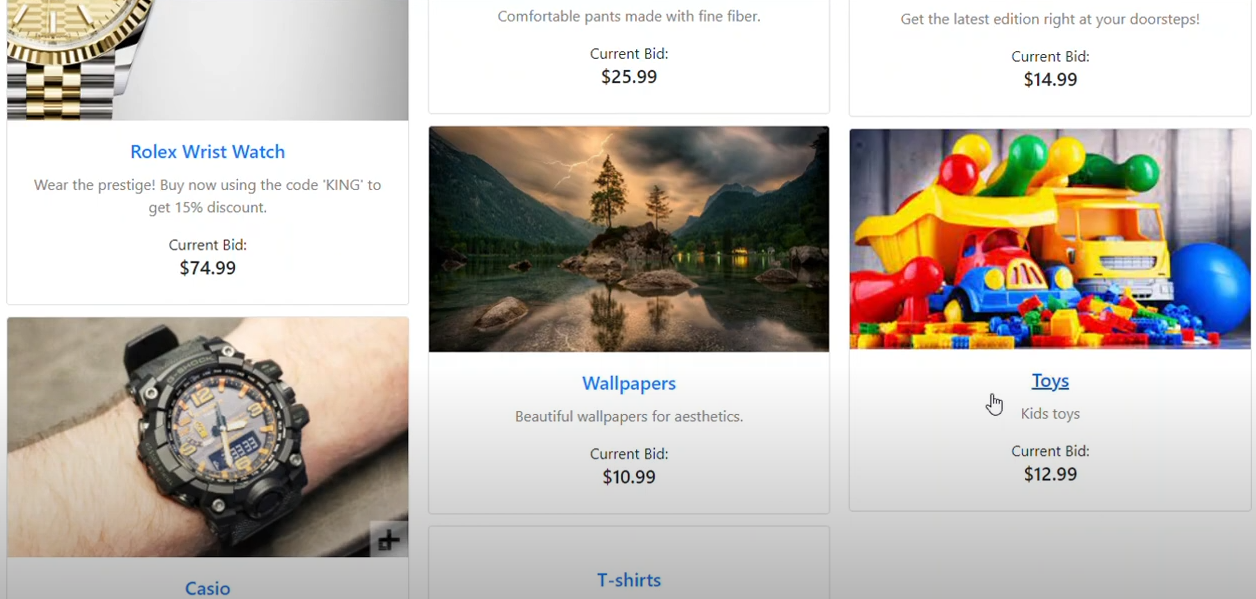 Rolex Wrist Watch
Wear the prestige! Buy now using the code 'KING' to
get 15% discount.
Current Bid:
$74.99
G-SHOCK
Casio
Comfortable pants made with fine fiber.
Current Bid:
$25.99
Wallpapers
Beautiful wallpapers for aesthetics.
Current Bid:
$10.99
T-shirts
Get the latest edition right at your doorsteps!
Current Bid:
$14.99
Toys
Kids toys
Current Bid:
$12.99